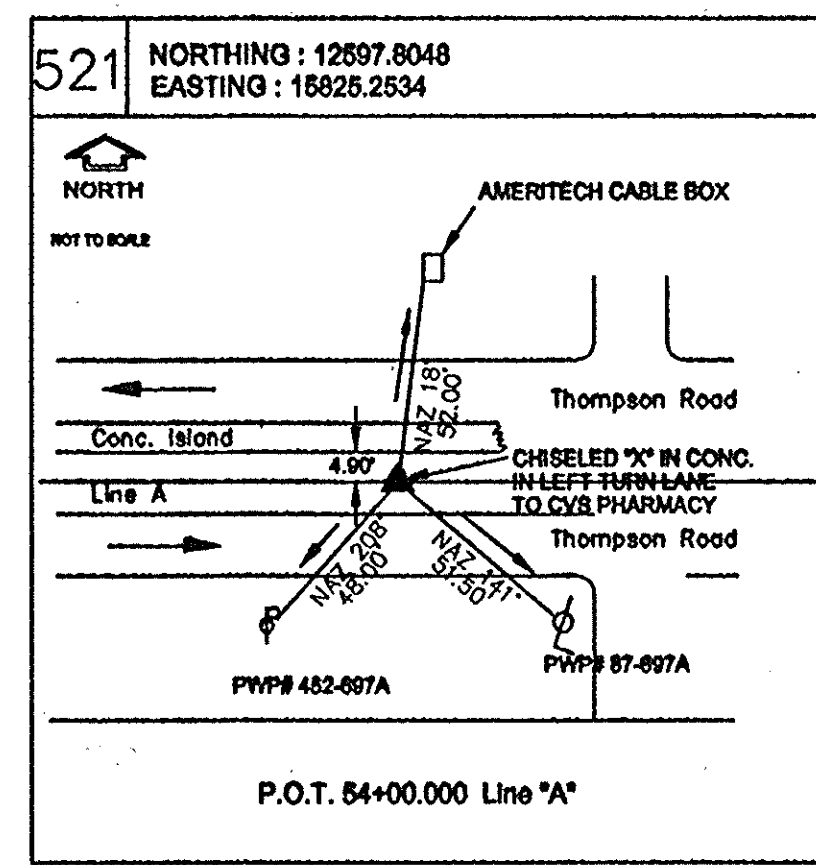 521
NORTHING : 12597.8048
EASTING : 15825.2534
NORTH
NOT TO SCALE
AMERITECH CABLE BOX
NAZ 18°
52.00'
Thompson Road
Conc. Island
4.90'
CHISELED "X" IN CONC.
IN LEFT TURN LANE
TO CVS PHARMACY
Line A
Thompson Road
NAZ 208°
48.00'
NAZ 141°
51.50'
PWP# 87-697A
PWP# 482-697A
P.O.T. 54+00.000 Line "A"